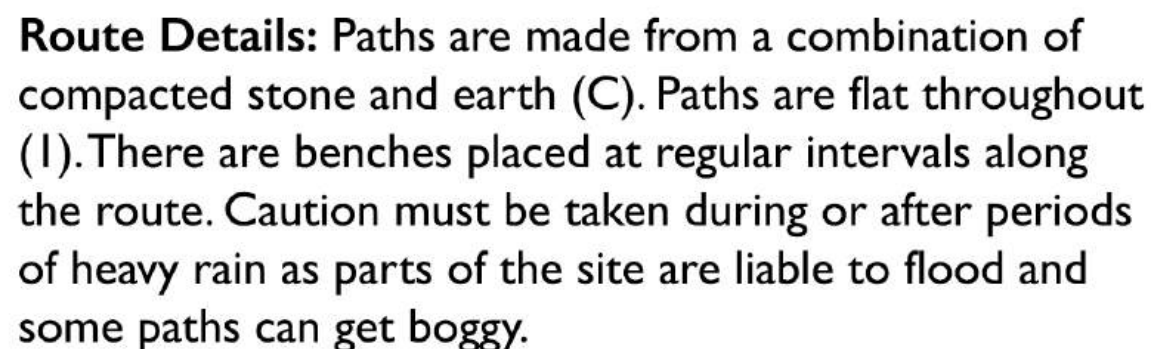 Route Details: Paths are made from a combination of
compacted stone and earth (C). Paths are flat throughout
(1). There are benches placed at regular intervals along
the route. Caution must be taken during or after periods
of heavy rain as parts of the site are liable to flood and
some paths can get boggy.